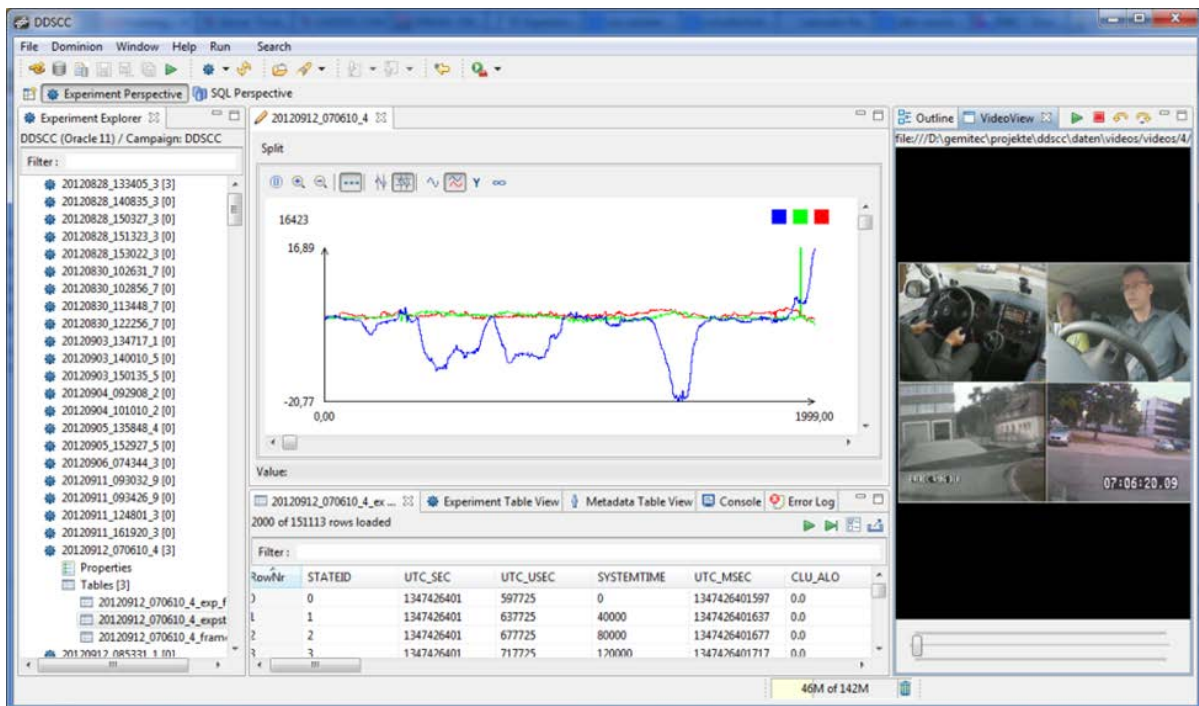 DDSCC
File Dominion Window Help Run Search
Experiment Perspective SQL Perspective
Experiment Explorer
DDSCC (Oracle11) / Campaign: DDSCC
Filter :
20120828_133405_3 [3]
20120828_140835_3 [0]
20120828_150327_3 [0]
20120828_151323_3 [0]
20120828_153022_3 [0]
20120830_102631_7 [0]
20120830_102856_7 [0]
20120830_113448_7 [0]
20120830_122256_7 [0]
20120903_134717_1 [0]
20120903_140010_5 [0]
20120903_150135_5 [0]
20120904_092908_2 [0]
20120904_101010_2 [0]
20120905_135848_4 [0]
20120905_152927_5 [0]
20120906_074344_3 [0]
20120911_093032_9 [0]
20120911_093426_9 [0]
20120911_124801_3 [0]
20120911_161920_3 [0]
20120912_070610_4 [3]
Properties
Tables [3]
20120912_070610_4_exp_f
20120912_070610_4_expst
20120912_070610_4_fram
20120912_085331_1 [0]
20120912_070610_4
Split
Y
16423
16,89
-20,77
0,00
1999,00
Value:
20120912_070610_4_ex ... Experiment Table View Metadata Table View Console Error Log
2000 of 151113 rows loaded
Filter :
RowNr STATEID UTC_SEC UTC_USEC SYSTEMTIME UTC_MSEC CLU_ALO
0 0 1347426401 597725 0 1347426401597 0.0
1 1 1347426401 637725 40000 1347426401637 0.0
2 2 1347426401 677725 80000 1347426401677 0.0
3 3 1347426401 717725 120000 1347426401717 0.0
Outline VideoView
file:///D:\gemitec\projekte\ddscc\daten\videos\videos/4/
07:06:20.09
46M of 142M